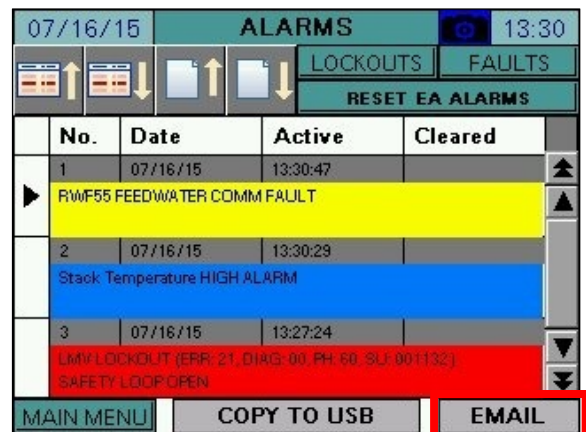 07/16/15 ALARMS 13:30
LOCKOUTS FAULTS
RESET EA ALARMS
No. Date Active Cleared
1 07/16/15 13:30:47
RWF55 FEEDWATER COMM FAULT
2 07/16/15 13:30:29
Stack Temperature HIGH ALARM
3 07/16/15 13:27:24
LMV LOCKOUT (ERR: 21, DIAG: 00, PH: 60, SU: 001132)
SAFETY LOOP OPEN
MAIN MENU COPY TO USB EMAIL